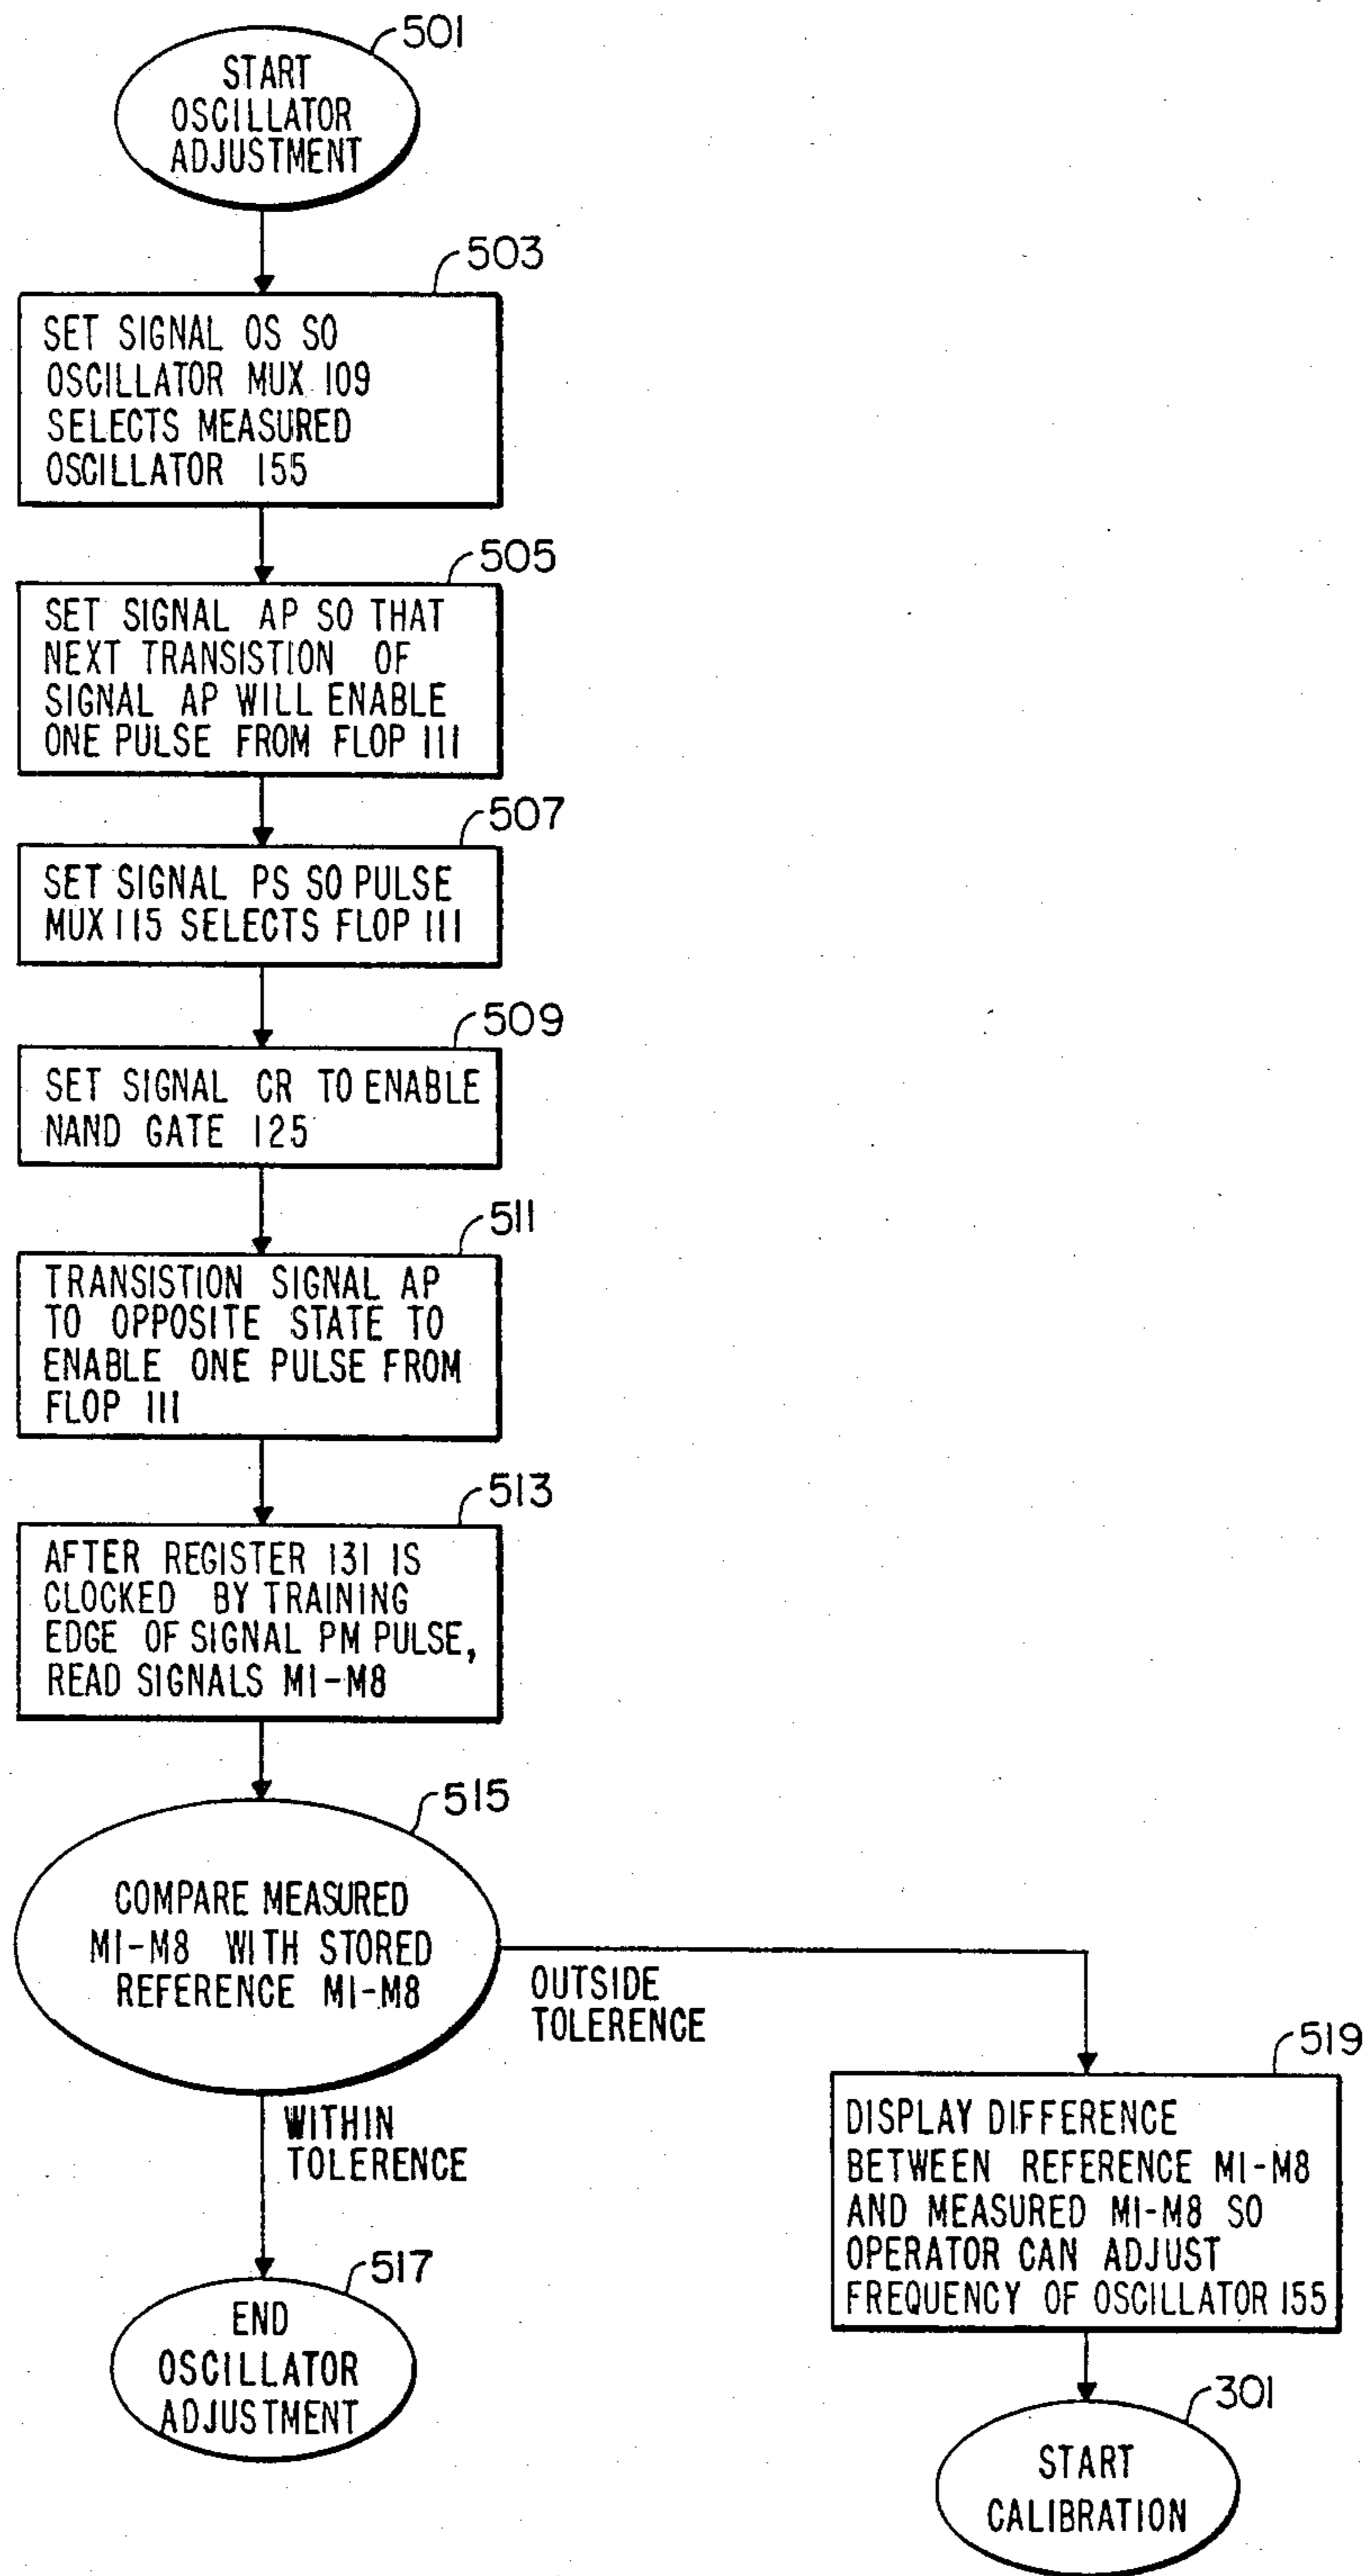 501
START
OSCILLATOR
ADJUSTMENT
503
SET SIGNAL OS SO
OSCILLATOR MUX 109
SELECTS MEASURED
OSCILLATOR 155
505
SET SIGNAL AP SO THAT
NEXT TRANSISTION OF
SIGNAL AP WILL ENABLE
ONE PULSE FROM FLOP 111
507
SET SIGNAL PS SO PULSE
MUX 115 SELECTS FLOP 111
509
SET SIGNAL CR TO ENABLE
NAND GATE 125
511
TRANSISTION SIGNAL AP
TO OPPOSITE STATE TO
ENABLE ONE PULSE FROM
FLOP 111
513
AFTER REGISTER 131 IS
CLOCKED BY TRAINING
EDGE OF SIGNAL PM PULSE,
READ SIGNALS M1-M8
515
COMPARE MEASURED
M1-M8 WITH STORED
REFERENCE M1-M8
OUTSIDE
TOLERENCE
WITHIN
TOLERENCE
517
END
OSCILLATOR
ADJUSTMENT
519
DISPLAY DIFFERENCE
BETWEEN REFERENCE M1-M8
AND MEASURED M1-M8 SO
OPERATOR CAN ADJUST
FREQUENCY OF OSCILLATOR 155
301
START
CALIBRATION